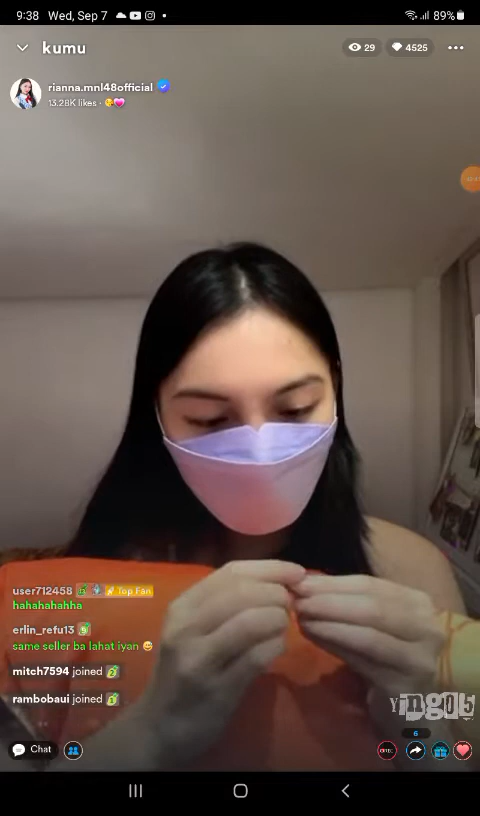 9:38 Wed, Sep 7 • 89%
kumu 29 4525
rianna.mnl48official
13.28K likes •
user712458 Top Fan
hahahahahha
erlin_refu13
same seller ba lahat iyan
mitch7594 joined
rambobaui joined
Yng05
6
Chat